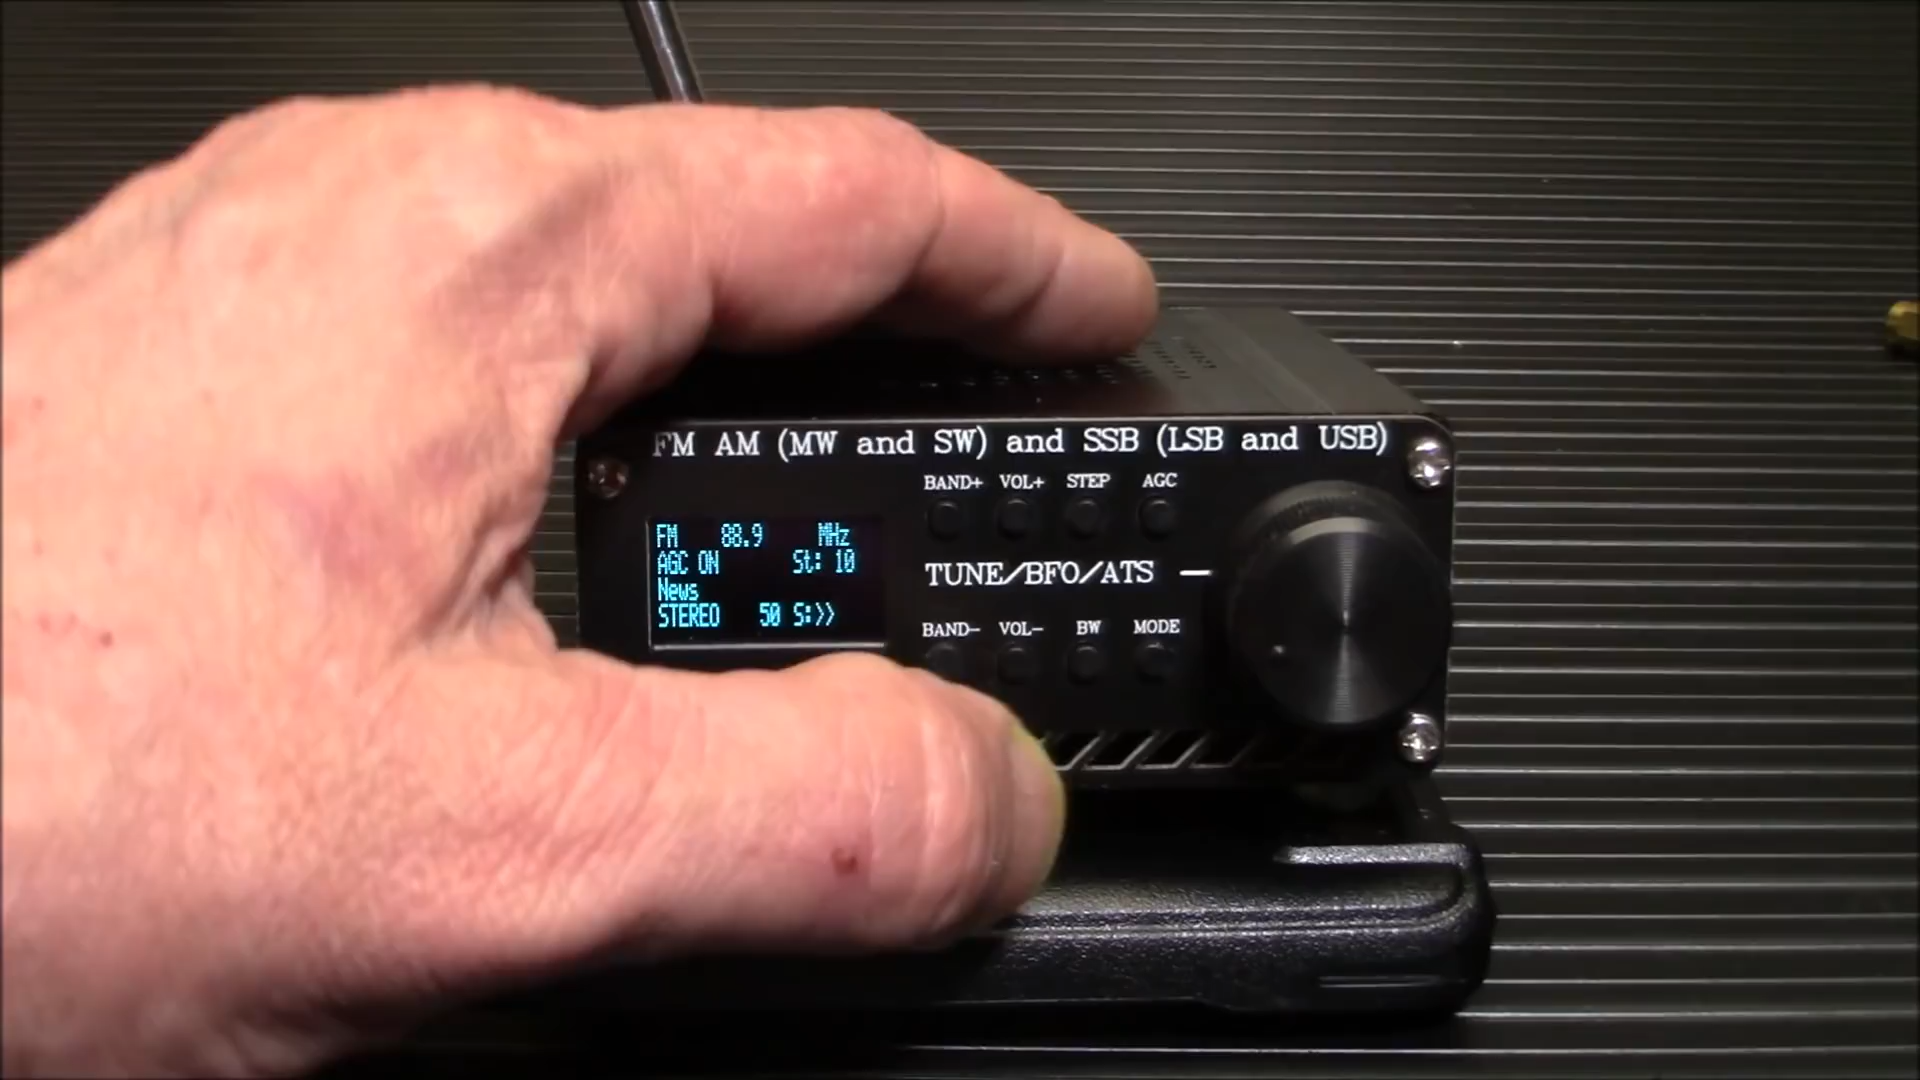 FM AM (MW and SW) and SSB (LSB and USB)
BAND+ VOL+ STEP AGC
FM 88.9 MHz
AGC ON St: 10
News
STEREO 50 S:>>
TUNE/BFO/ATS —
BAND- VOL- BW MODE